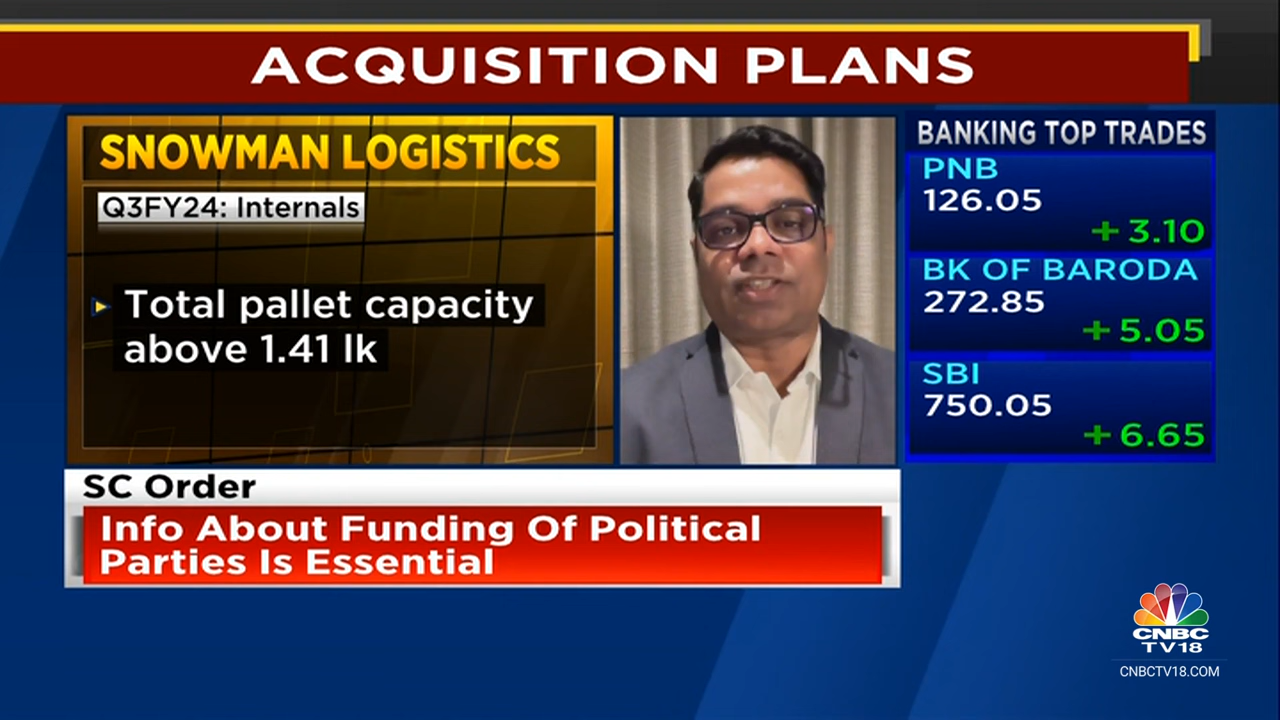 ACQUISITION PLANS
SNOWMAN LOGISTICS
Q3FY24: Internals
Total pallet capacity
above 1.41 lk
BANKING TOP TRADES
PNB
126.05
+ 3.10
BK OF BARODA
272.85
+ 5.05
SBI
750.05
+ 6.65
SC Order
Info About Funding Of Political
Parties Is Essential
CNBC
TV18
CNBCTV18.COM